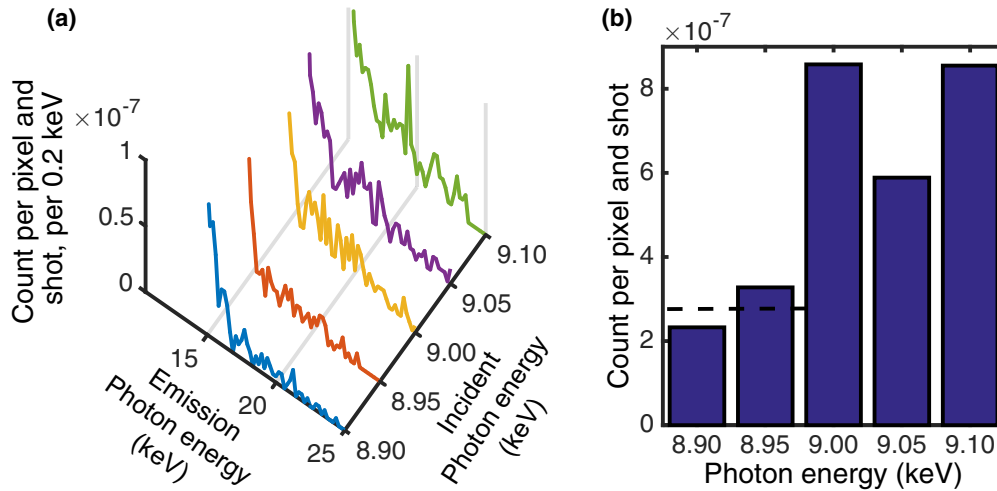 (a)
Count per pixel and
shot, per 0.2 keV
×10⁻⁷
1
0.5
0
15
20
25
Emission
Photon energy
(keV)
8.90
8.95
9.00
9.05
9.10
Incident
Photon energy
(keV)
(b)
×10⁻⁷
Count per pixel and shot
8
6
4
2
0
8.90 8.95 9.00 9.05 9.10
Photon energy (keV)